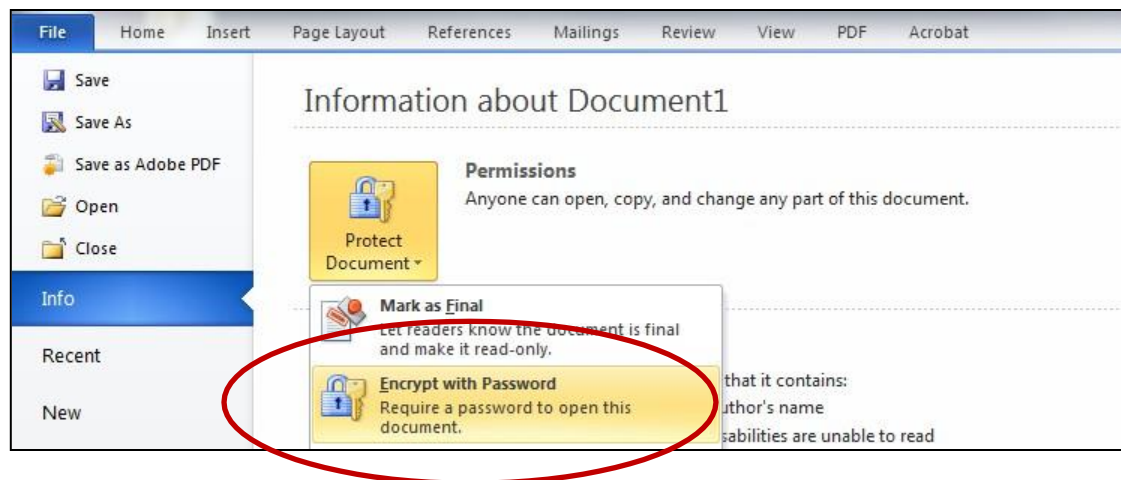 File Home Insert Page Layout References Mailings Review View PDF Acrobat
Save
Save As
Save as Adobe PDF
Open
Close
Info
Recent
New
Information about Document1
Permissions
Anyone can open, copy, and change any part of this document.
Protect
Document
Mark as Final
Let readers know the document is final
and make it read-only.
Encrypt with Password
Require a password to open this
document.
that it contains:
author's name
sabilities are unable to read